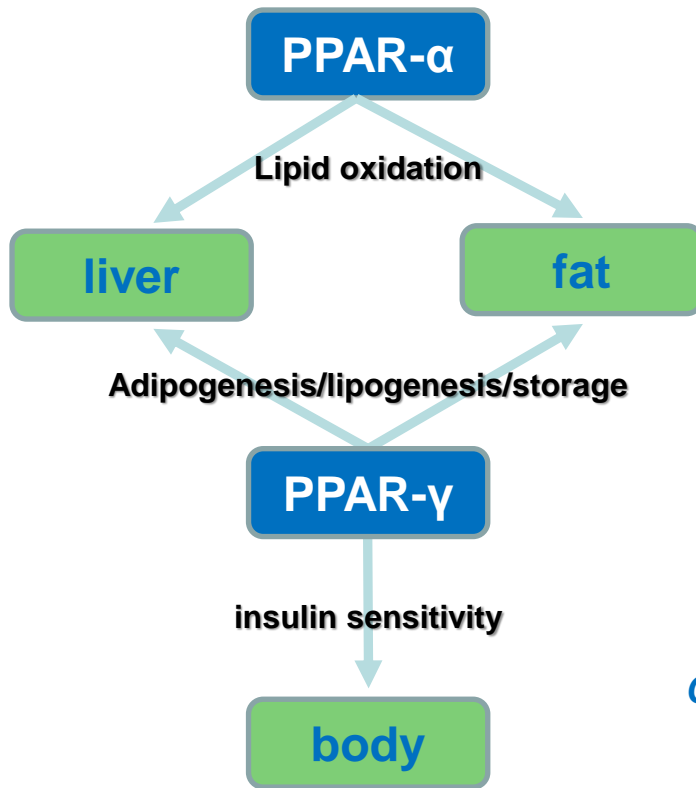 PPAR-α
Lipid oxidation
liver
fat
Adipogenesis/lipogenesis/storage
PPAR-γ
insulin sensitivity
body